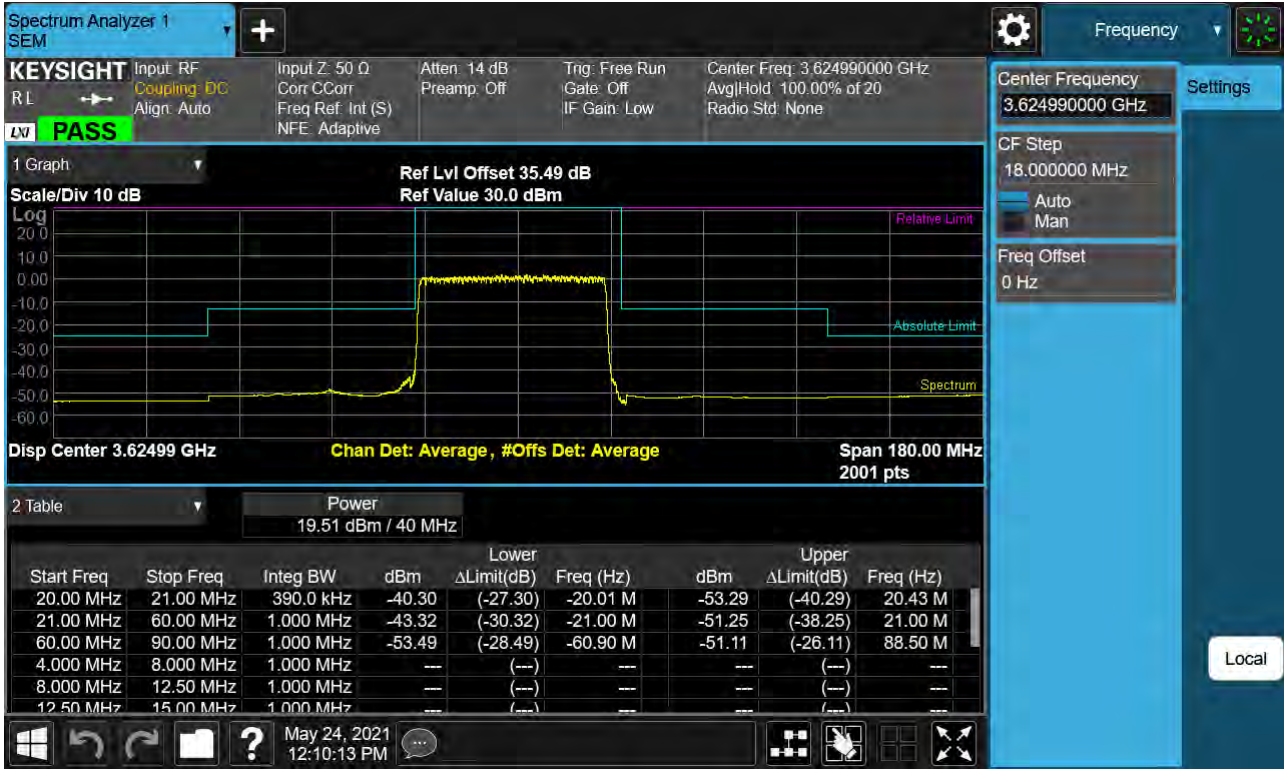 Spectrum Analyzer 1
SEM
+
Frequency
KEYSIGHT
R L
LXI
PASS
Input: RF
Coupling: DC
Align: Auto
Input Z: 50 Ω
Corr CCorr
Freq Ref: Int (S)
NFE: Adaptive
Atten: 14 dB
Preamp: Off
Trig: Free Run
Gate: Off
IF Gain: Low
Center Freq: 3.624990000 GHz
Avg|Hold: 100.00% of 20
Radio Std: None
Center Frequency
3.624990000 GHz
Settings
CF Step
18.000000 MHz
Auto
Man
Freq Offset
0 Hz
1 Graph
Scale/Div 10 dB
Ref Lvl Offset 35.49 dB
Ref Value 30.0 dBm
Log
20.0
10.0
0.00
-10.0
-20.0
-30.0
-40.0
-50.0
-60.0
Relative Limit
Absolute Limit
Spectrum
Disp Center 3.62499 GHz
Chan Det: Average, #Offs Det: Average
Span 180.00 MHz
2001 pts
2 Table
Power
19.51 dBm / 40 MHz
Lower Upper
Start Freq Stop Freq Integ BW dBm ΔLimit(dB) Freq (Hz) dBm ΔLimit(dB) Freq (Hz)
20.00 MHz 21.00 MHz 390.0 kHz -40.30 (-27.30) -20.01 M -53.29 (-40.29) 20.43 M
21.00 MHz 60.00 MHz 1.000 MHz -43.32 (-30.32) -21.00 M -51.25 (-38.25) 21.00 M
60.00 MHz 90.00 MHz 1.000 MHz -53.49 (-28.49) -60.90 M -51.11 (-26.11) 88.50 M
4.000 MHz 8.000 MHz 1.000 MHz --- (---) --- --- (---) ---
8.000 MHz 12.50 MHz 1.000 MHz --- (---) --- --- (---) ---
12.50 MHz 15.00 MHz 1.000 MHz --- (---) --- --- (---) ---
Local
?
May 24, 2021
12:10:13 PM